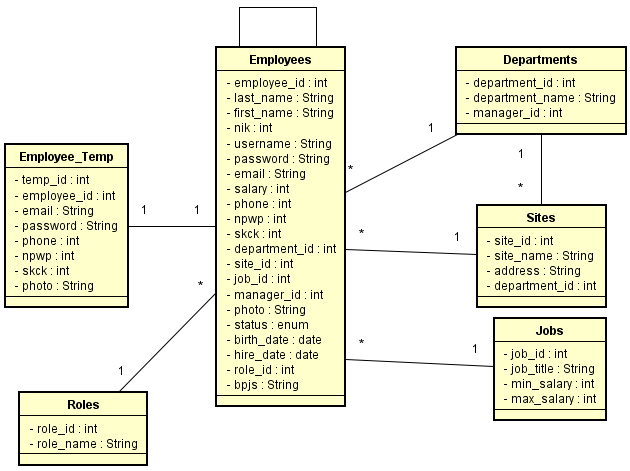 Employees
- employee_id : int
- last_name : String
- first_name : String
- nik : int
- username : String
- password : String
- email : String
- salary : int
- phone : int
- npwp : int
- skck : int
- department_id : int
- site_id : int
- job_id : int
- manager_id : int
- photo : String
- status : enum
- birth_date : date
- hire_date : date
- role_id : int
- bpjs : String
Departments
- department_id : int
- department_name : String
- manager_id : int
Employee_Temp
- temp_id : int
- employee_id : int
- email : String
- password : String
- phone : int
- npwp : int
- skck : int
- photo : String
Sites
- site_id : int
- site_name : String
- address : String
- department_id : int
Jobs
- job_id : int
- job_title : String
- min_salary : int
- max_salary : int
Roles
- role_id : int
- role_name : String
1
*
1
*
1
1
*
1
*
1
*
1